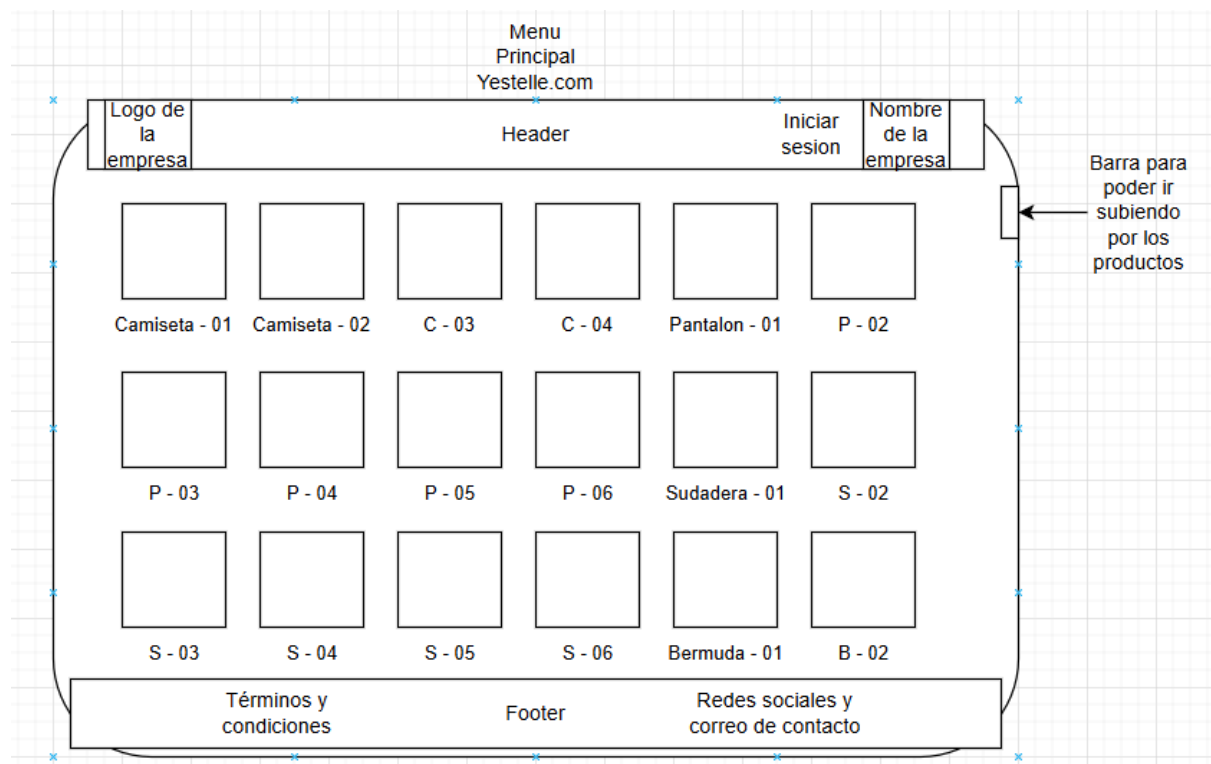 Menu
Principal
Yestelle.com
Logo de
la
empresa
Header
Iniciar
sesion
Nombre
de la
empresa
Barra para
poder ir
subiendo
por los
productos
Camiseta - 01
Camiseta - 02
C - 03
C - 04
Pantalon - 01
P - 02
P - 03
P - 04
P - 05
P - 06
Sudadera - 01
S - 02
S - 03
S - 04
S - 05
S - 06
Bermuda - 01
B - 02
Términos y
condiciones
Footer
Redes sociales y
correo de contacto